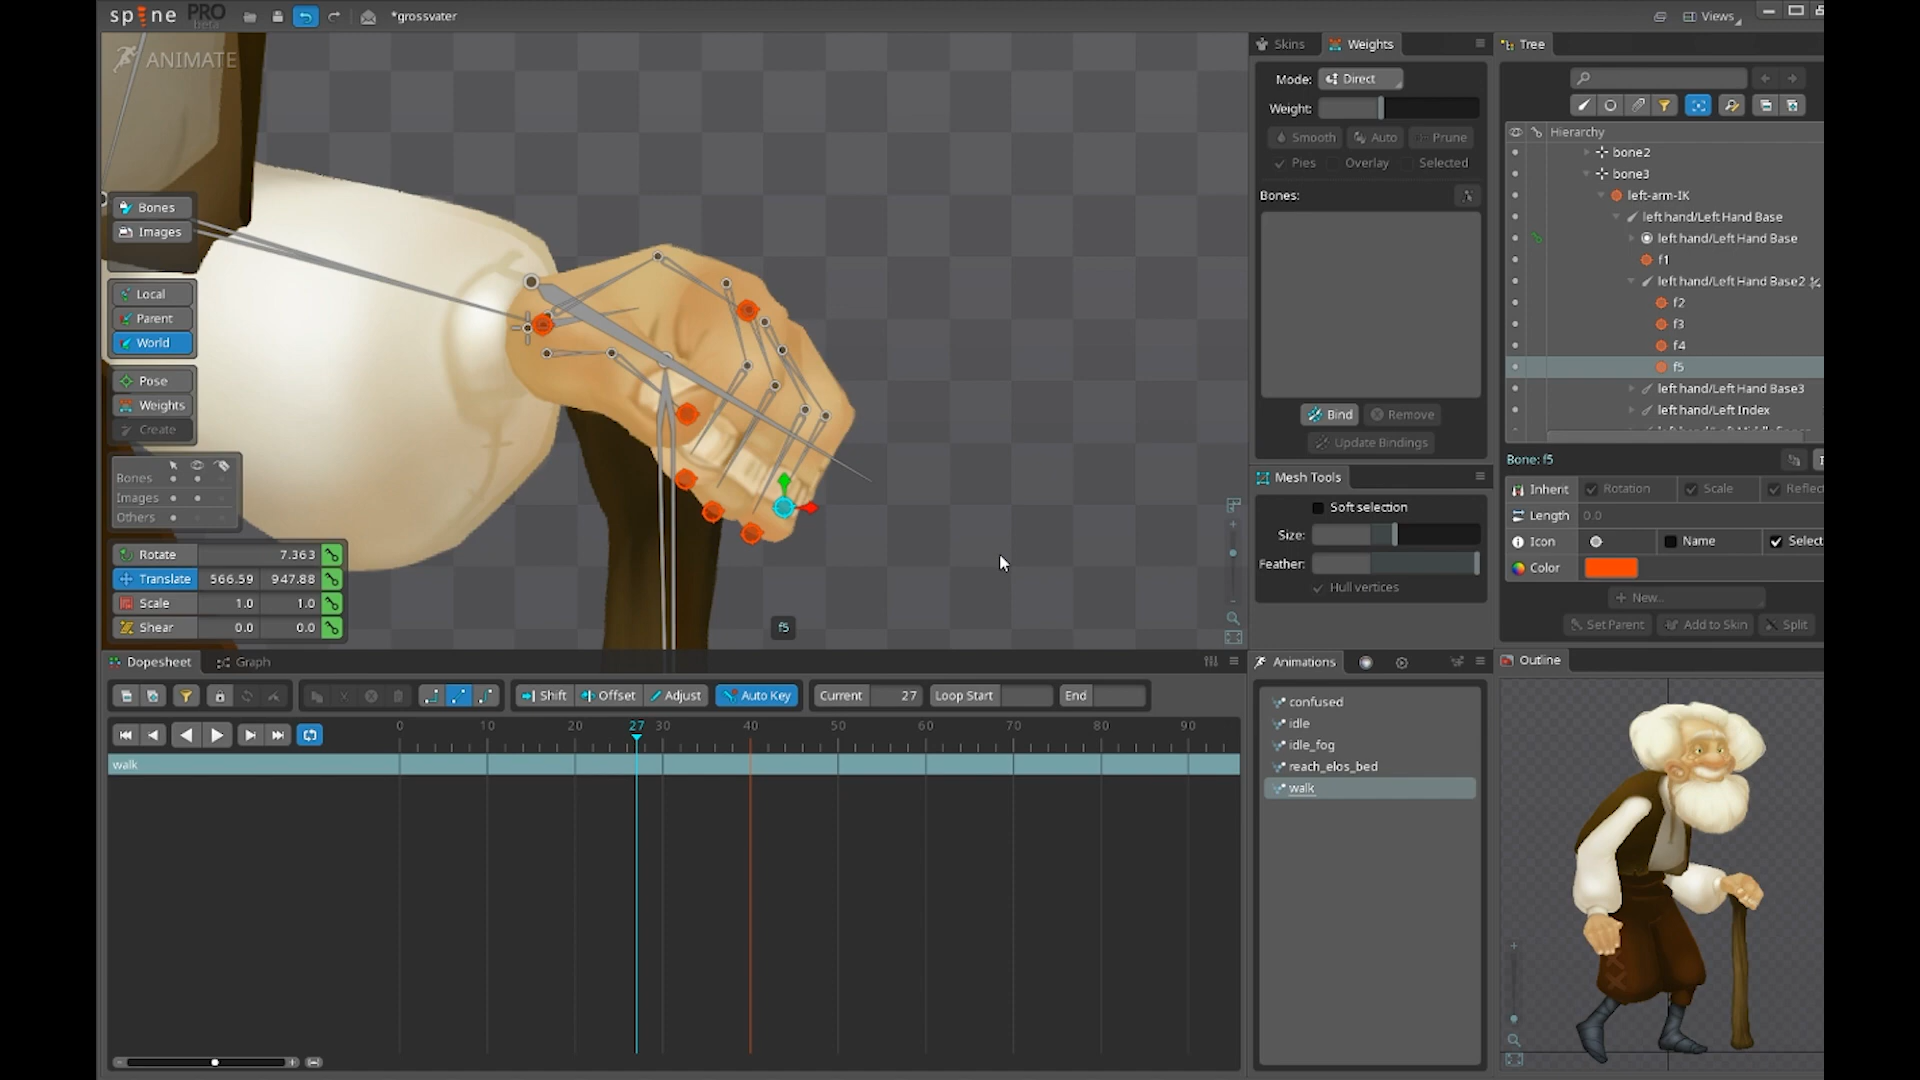 spine PRO beta
*grossvater
Views
ANIMATE
Bones
Images
Local
Parent
World
Pose
Weights
Create
Bones
Images
Others
Rotate 7.363
Translate 566.59 947.88
Scale 1.0 1.0
Shear 0.0 0.0
f5
Skins Weights
Mode: Direct
Weight:
Smooth Auto Prune
Pies Overlay Selected
Bones:
Bind Remove
Update Bindings
Mesh Tools
Soft selection
Size:
Feather:
Hull vertices
Tree
Hierarchy
bone2
bone3
left-arm-IK
left hand/Left Hand Base
left hand/Left Hand Base
f1
left hand/Left Hand Base2
f2
f3
f4
f5
left hand/Left Hand Base3
left hand/Left Index
Bone: f5
Inherit Rotation Scale Reflec
Length 0.0
Icon Name Select
Color
New...
Set Parent Add to Skin Split
Dopesheet Graph
Shift Offset Adjust Auto Key Current 27 Loop Start End
0 10 20 27 30 40 50 60 70 80 90
walk
Animations
confused
idle
idle_fog
reach_elos_bed
walk
Outline